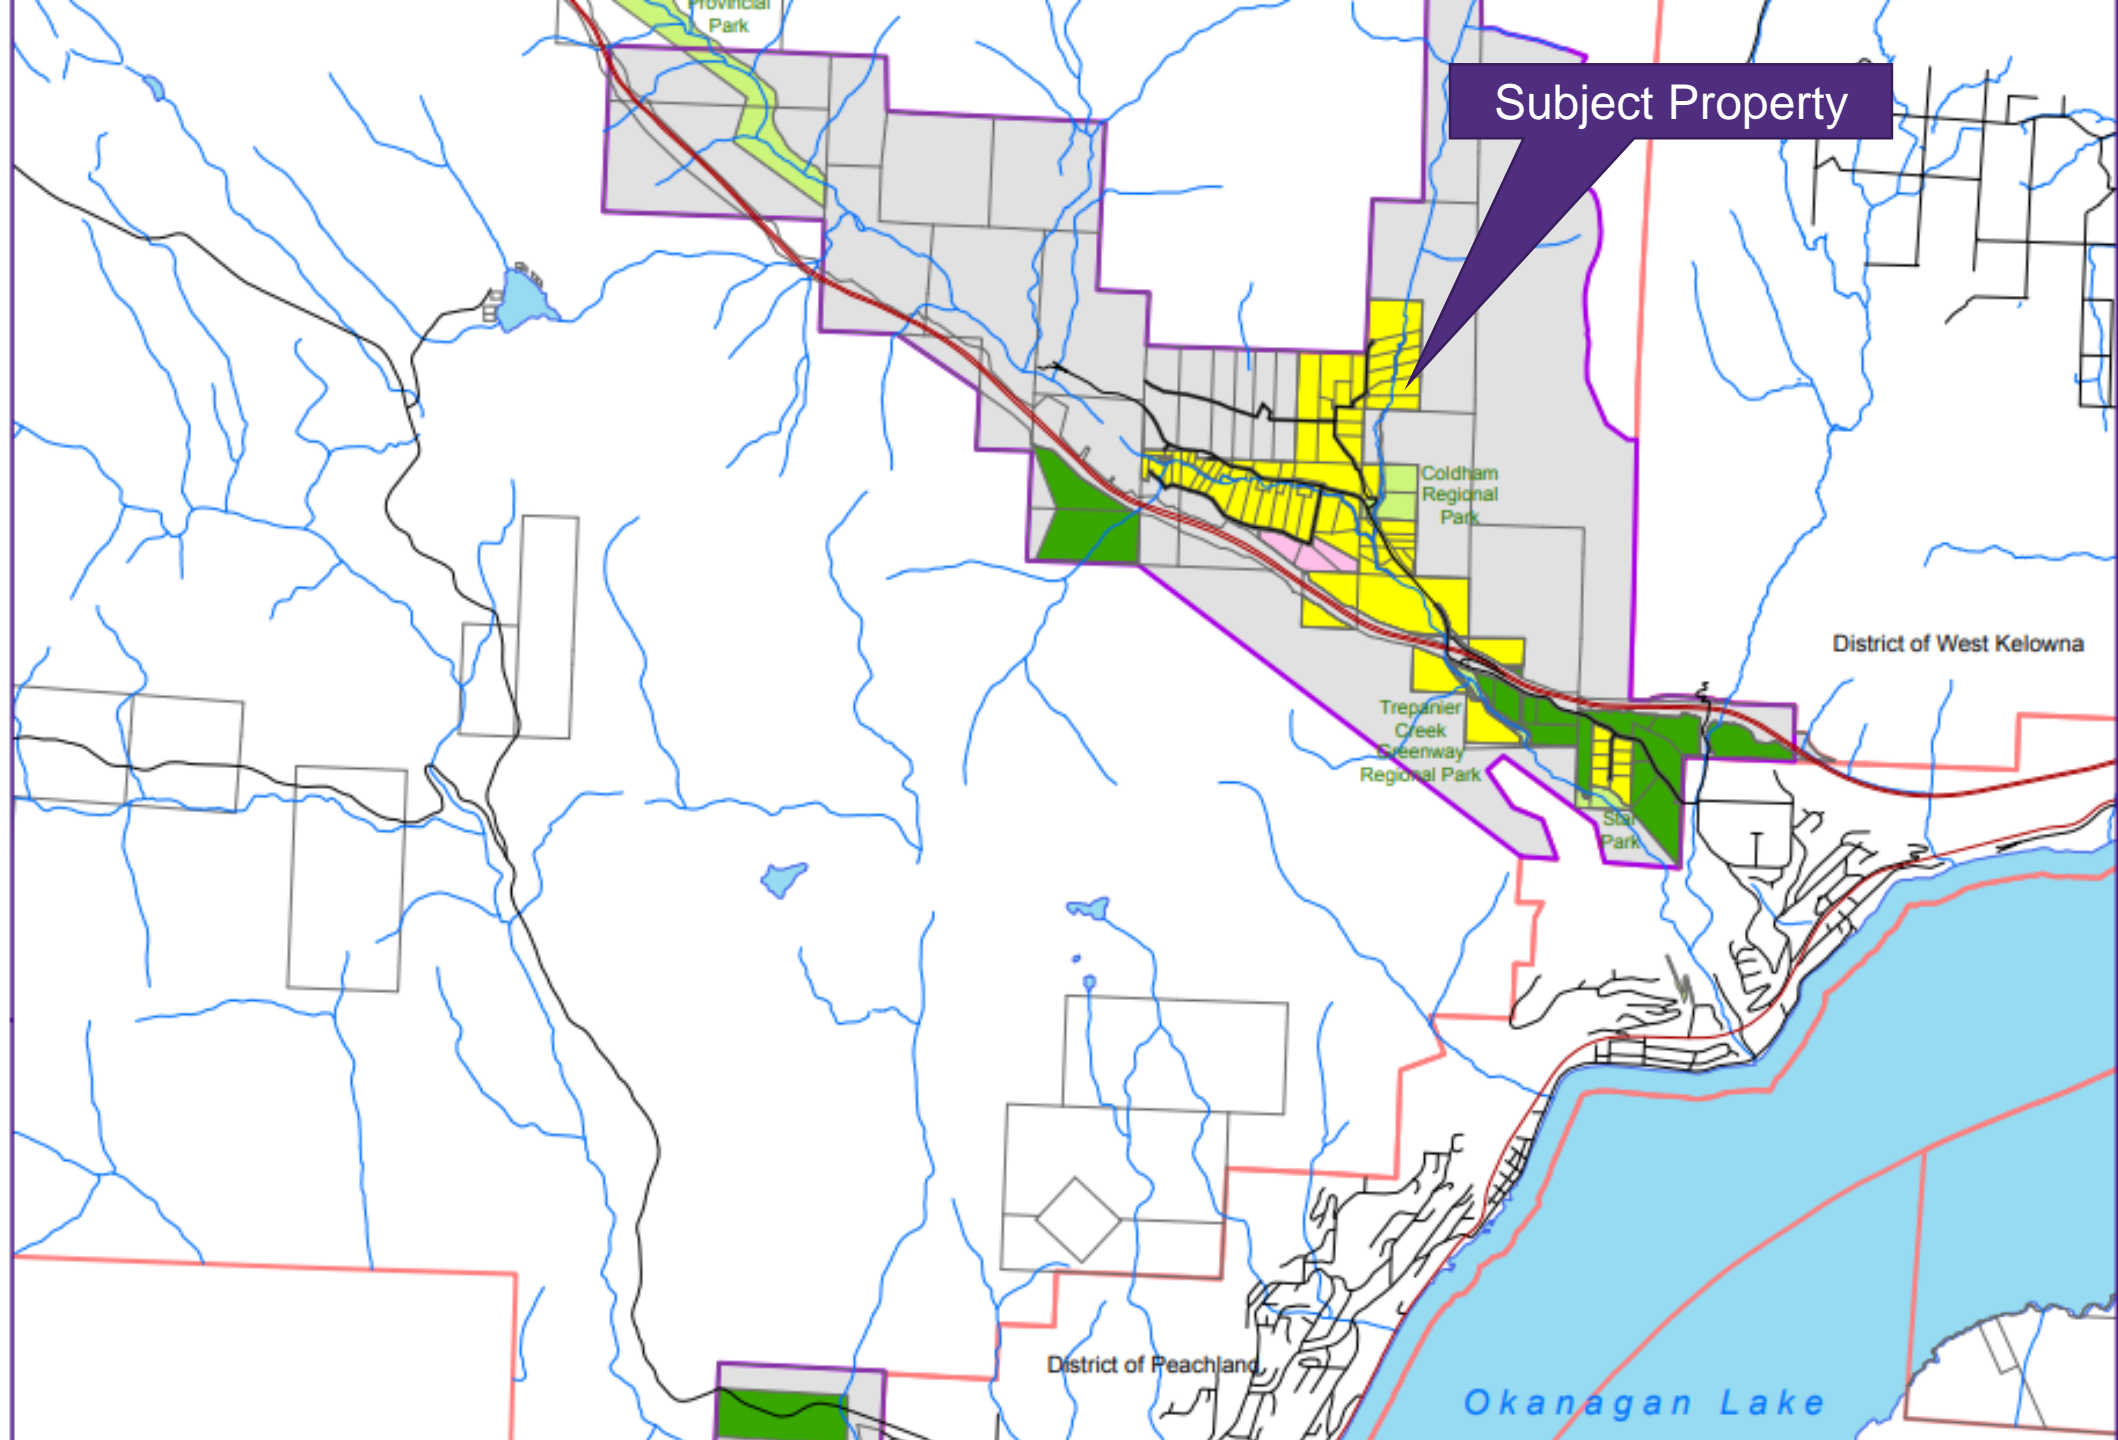 Provincial
Park
Subject Property
Coldham
Regional
Park
District of West Kelowna
Trepanier
Creek
Greenway
Regional Park
Star
Park
District of Peachland
Okanagan Lake